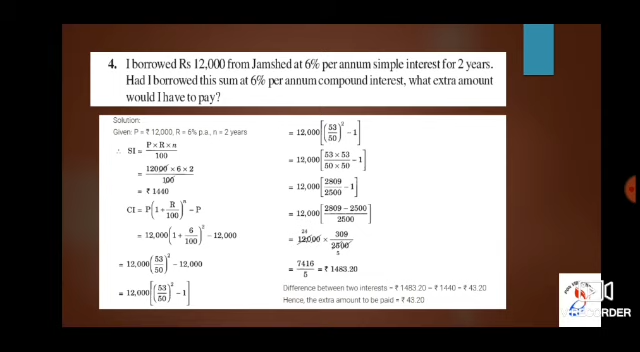 4. I borrowed Rs 12,000 from Jamshed at 6% per annum simple interest for 2 years.
Had I borrowed this sum at 6% per annum compound interest, what extra amount
would I have to pay?
Solution:
Given: P = ₹ 12,000, R = 6% p.a., n = 2 years
∴ SI = P × R × n / 100
= 12000 × 6 × 2 / 100
= ₹ 1440
CI = P(1 + R/100)^n − P
= 12,000(1 + 6/100)^2 − 12,000
= 12,000(53/50)^2 − 12,000
= 12,000[(53/50)^2 − 1]
= 12,000[(53/50)^2 − 1]
= 12,000[53 × 53 / 50 × 50 − 1]
= 12,000[2809/2500 − 1]
= 12,000[2809 − 2500 / 2500]
= 24 12000 × 309 / 2500 5
= 7416/5 = ₹ 1483.20
Difference between two interests = ₹ 1483.20 − ₹ 1440 = ₹ 43.20
Hence, the extra amount to be paid = ₹ 43.20
RECORDER